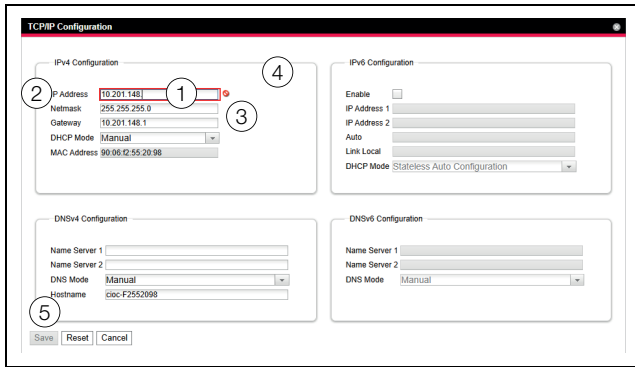 TCP/IP Configuration
IPv4 Configuration
IP Address 10.201.148.
Netmask 255.255.255.0
Gateway 10.201.148.1
DHCP Mode Manual
MAC Address 90:06:f2:55:20:98
1
2
3
4
IPv6 Configuration
Enable
IP Address 1
IP Address 2
Auto
Link Local
DHCP Mode Stateless Auto Configuration
DNSv4 Configuration
Name Server 1
Name Server 2
DNS Mode Manual
Hostname cioc-F2552098
DNSv6 Configuration
Name Server 1
Name Server 2
DNS Mode Manual
5
Save Reset Cancel